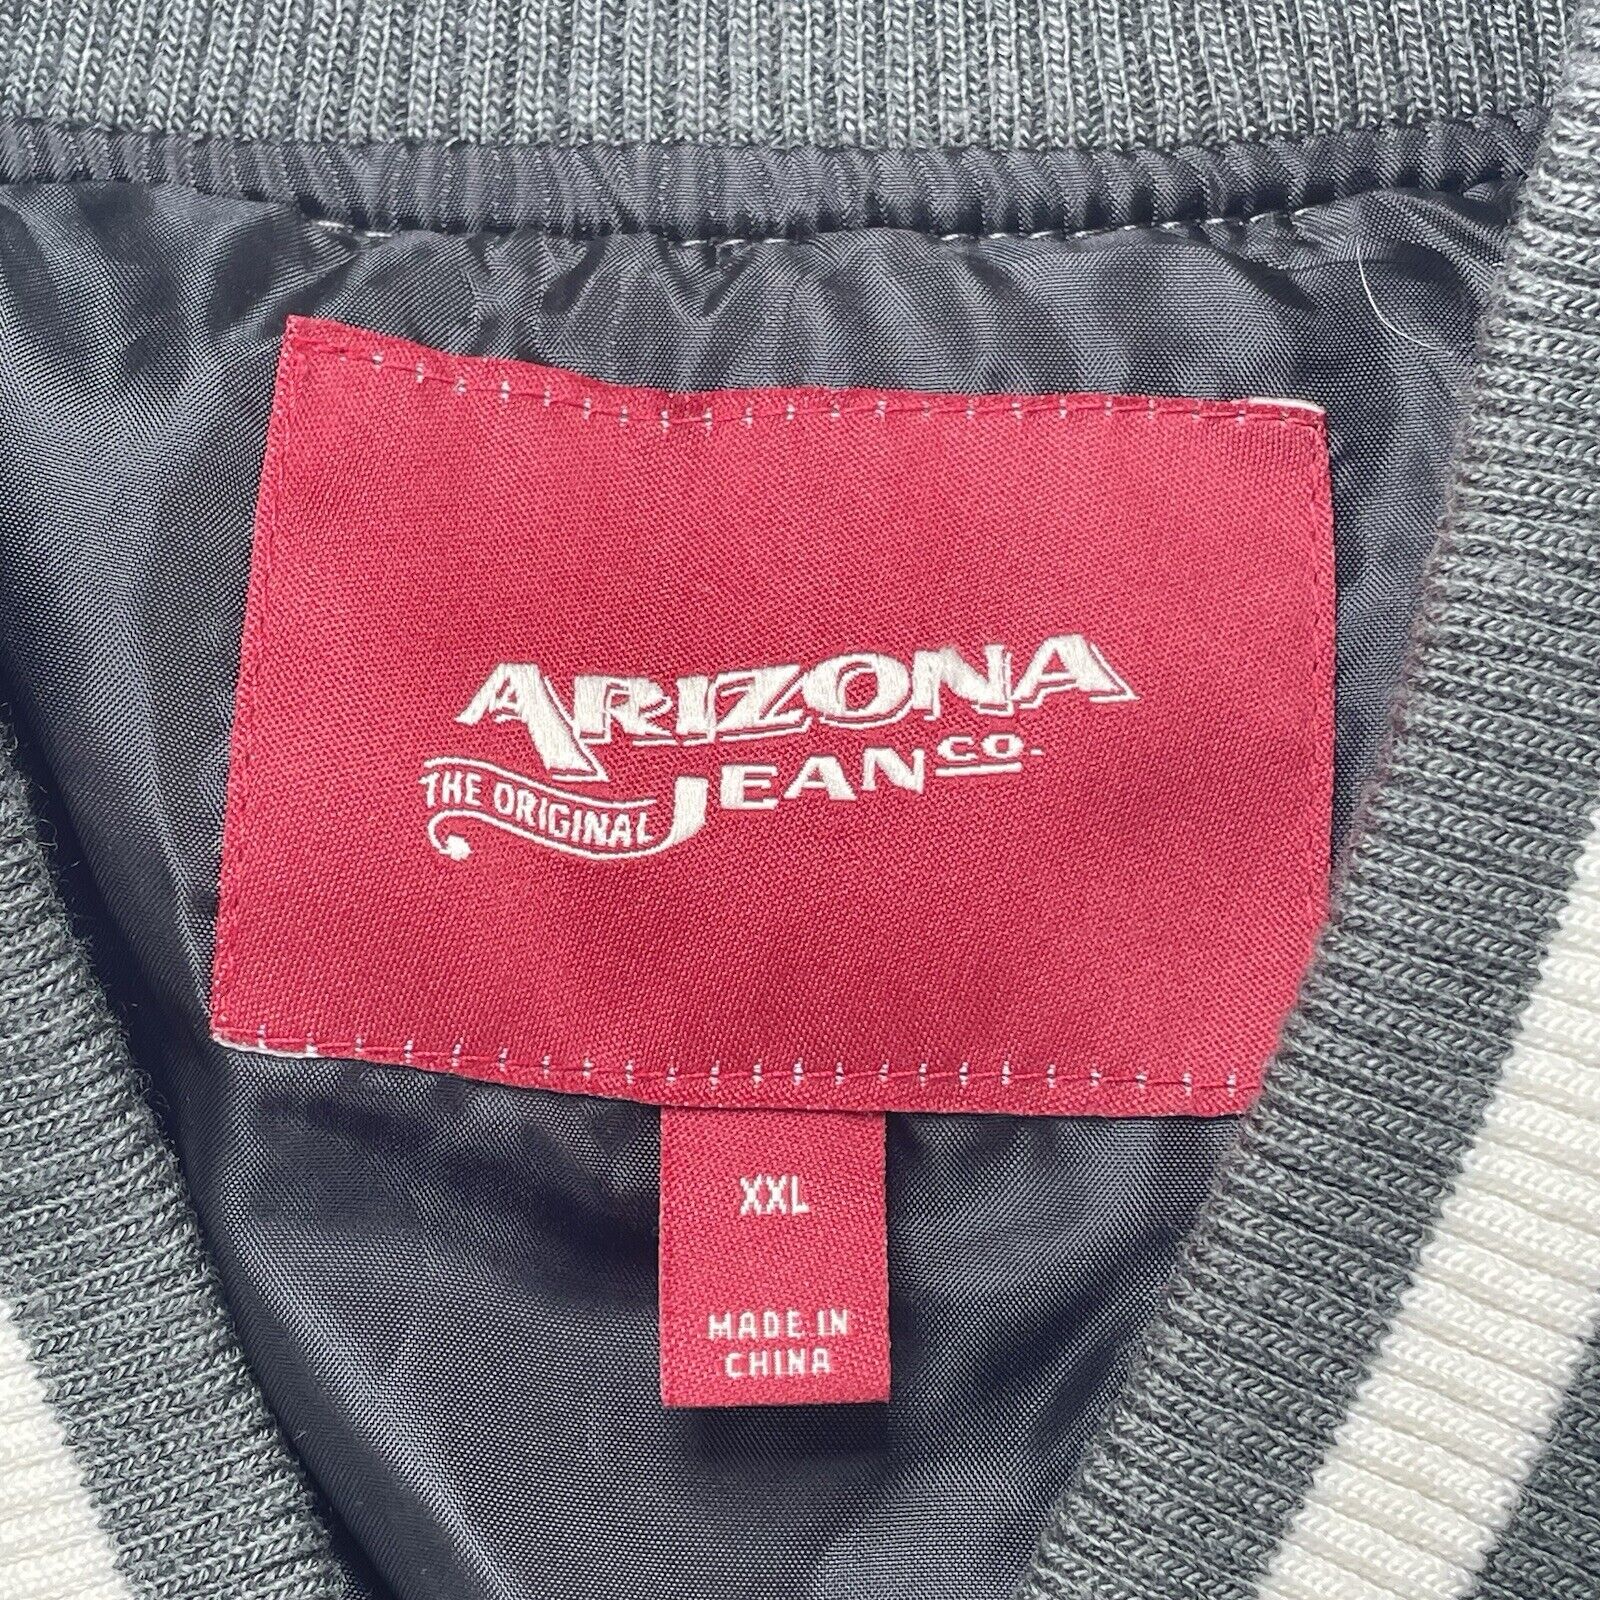 ARIZONA
JEAN CO.
THE ORIGINAL
XXL
MADE IN
CHINA